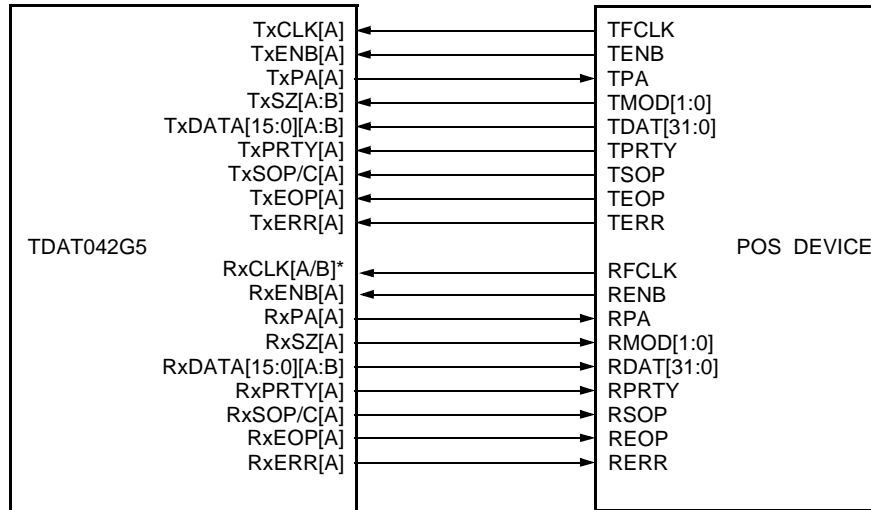 TxCLK[A] TFCLK
TxENB[A] TENB
TxPA[A] TPA
TxSZ[A:B] TMOD[1:0]
TxDATA[15:0][A:B] TDAT[31:0]
TxPRTY[A] TPRTY
TxSOP/C[A] TSOP
TxEOP[A] TEOP
TxERR[A] TERR
TDAT042G5 POS DEVICE
RxCLK[A/B]* RFCLK
RxENB[A] RENB
RxPA[A] RPA
RxSZ[A] RMOD[1:0]
RxDATA[15:0][A:B] RDAT[31:0]
RxPRTY[A] RPRTY
RxSOP/C[A] RSOP
RxEOP[A] REOP
RxERR[A] RERR